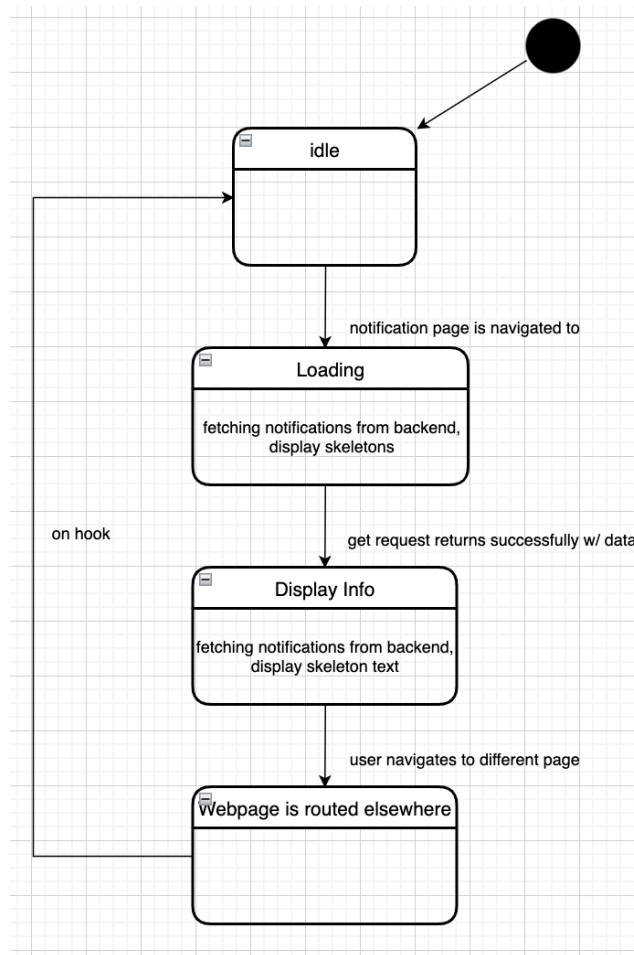 idle
notification page is navigated to
Loading
fetching notifications from backend,
display skeletons
on hook
get request returns successfully w/ data
Display Info
fetching notifications from backend,
display skeleton text
user navigates to different page
Webpage is routed elsewhere